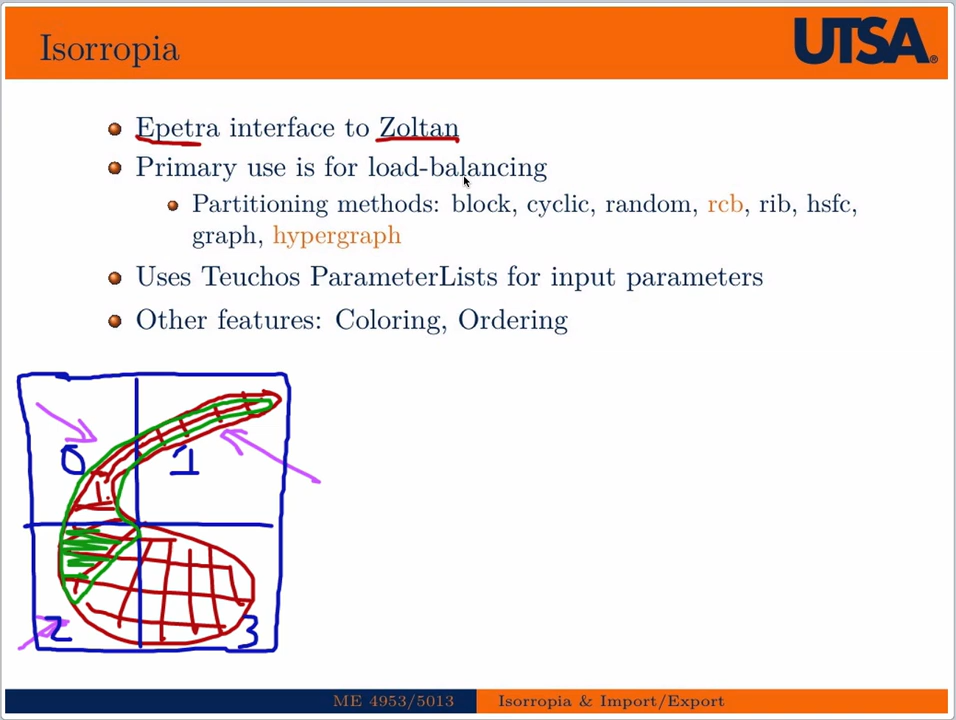 Isorropia
UTSA®
Epetra interface to Zoltan
Primary use is for load-balancing
Partitioning methods: block, cyclic, random, rcb, rib, hsfc,
graph, hypergraph
Uses Teuchos ParameterLists for input parameters
Other features: Coloring, Ordering
0 1
2 3
ME 4953/5013 Isorropia & Import/Export